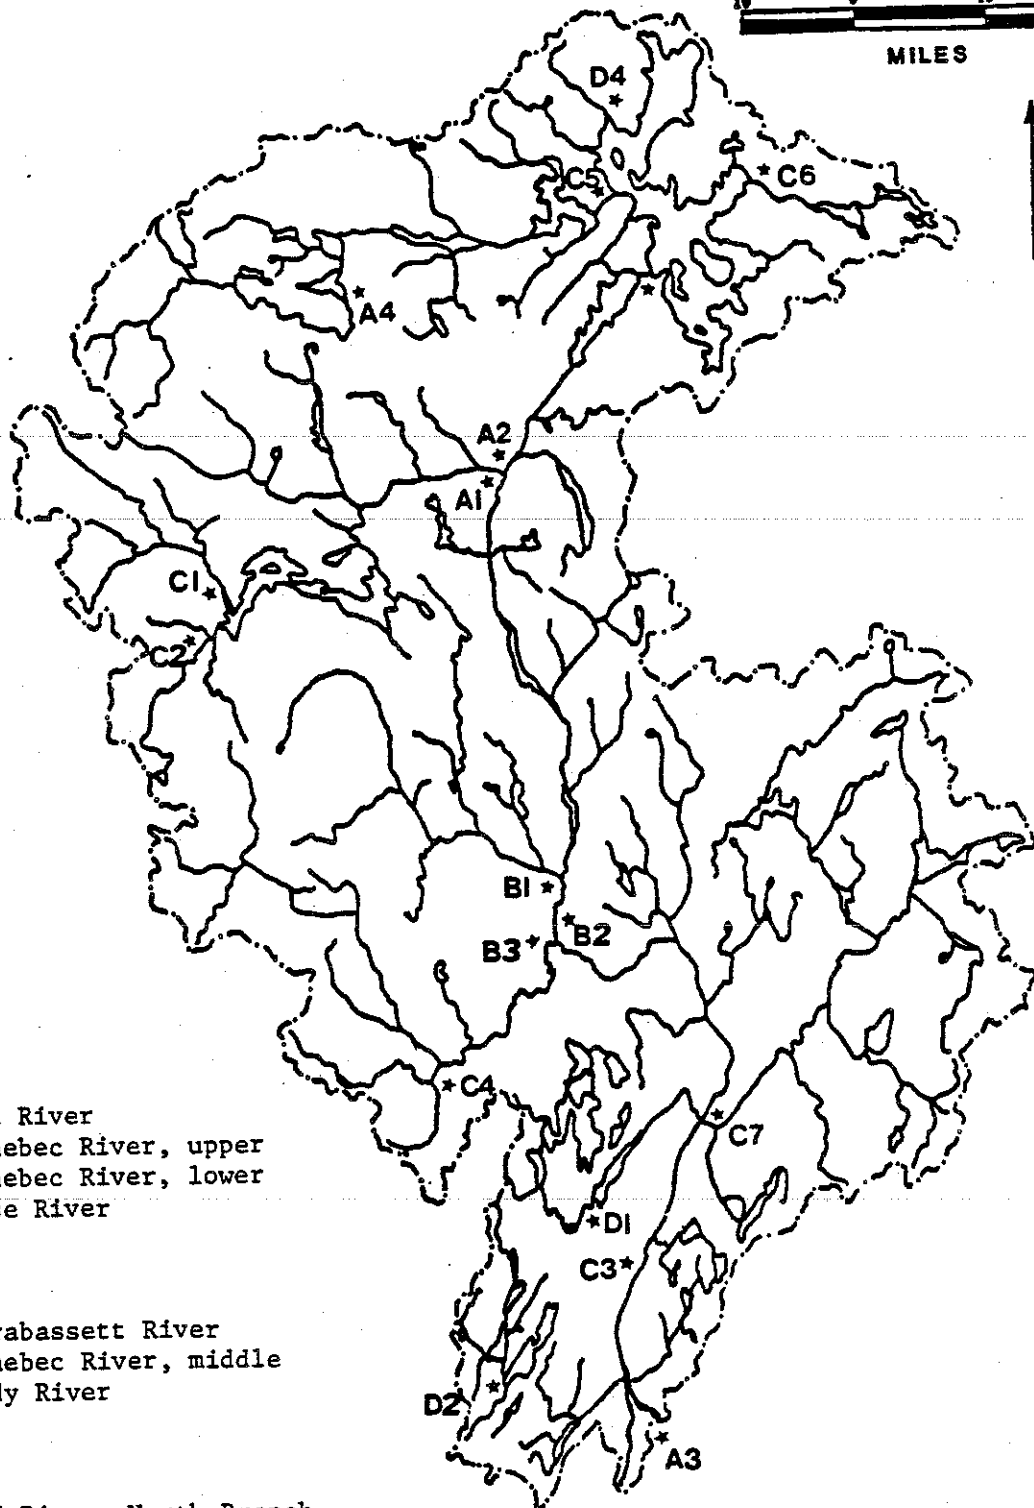 MILES
D4
C5
C6
A4
A2
A1
C1
C2
B1
B2
B3
C4
River
ebec River, upper
ebec River, lower
e River
C7
D1
C3
rabassett River
ebec River, middle
y River
D2
A3